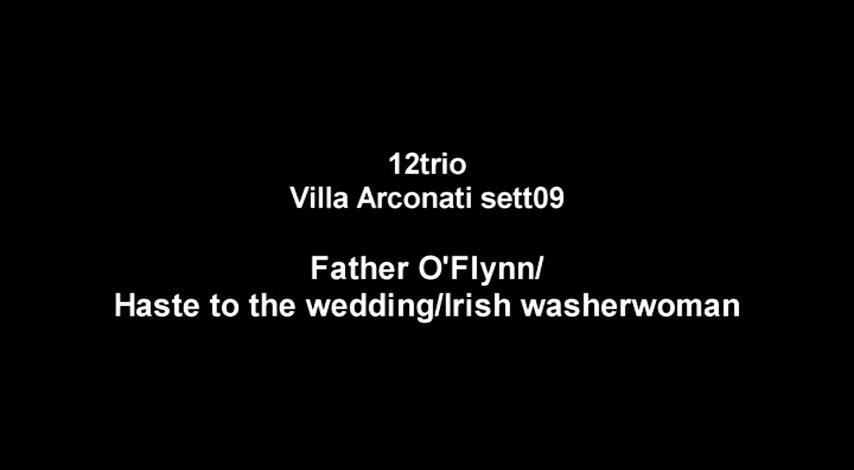 12trio
Villa Arconati sett09
Father O'Flynn/
Haste to the wedding/Irish washerwoman